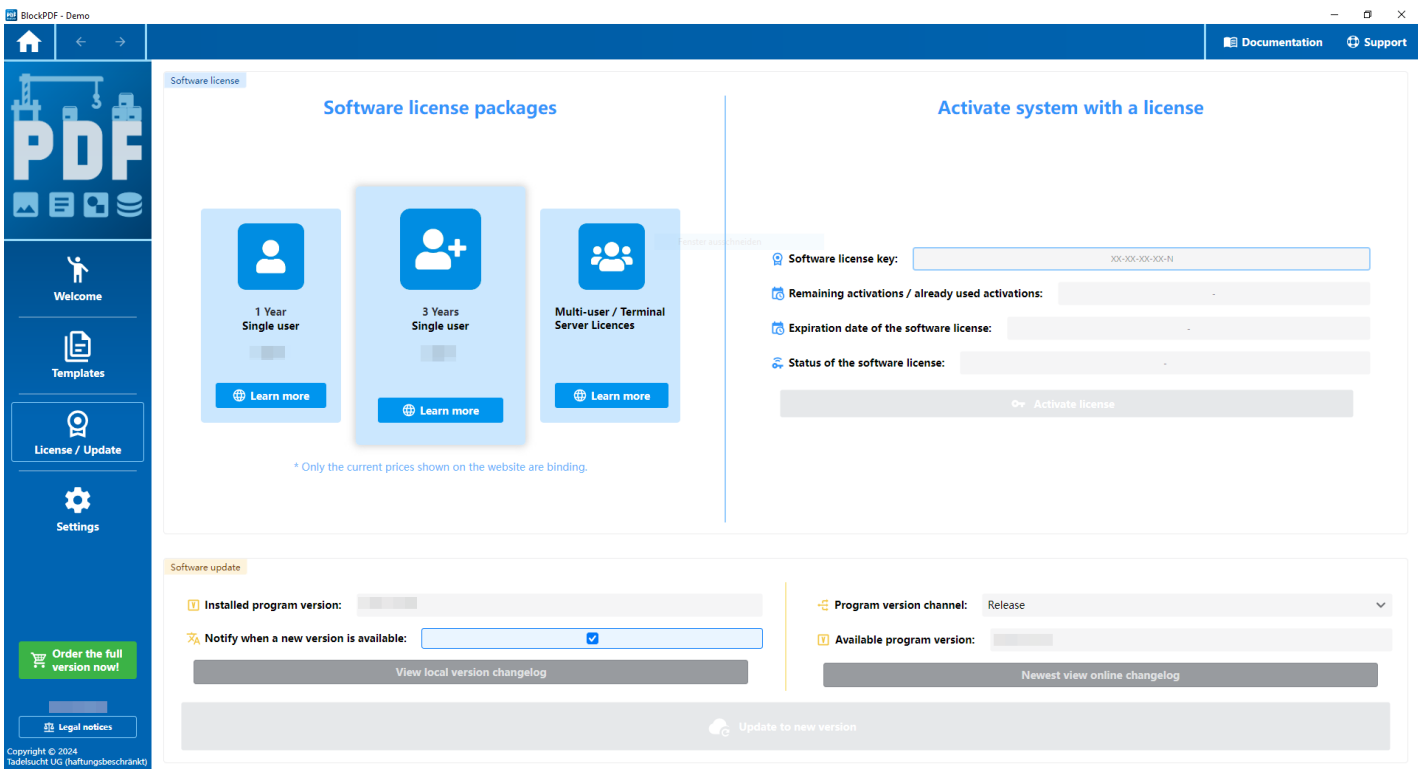 BlockPDF - Demo
Documentation
Support
PDF
Welcome
Templates
License / Update
Settings
Order the full
version now!
Legal notices
Copyright © 2024
Tadelsucht UG (haftungsbeschränkt)
Software license
Software license packages
1 Year
Single user
Learn more
3 Years
Single user
Learn more
Multi-user / Terminal
Server Licences
Learn more
* Only the current prices shown on the website are binding.
Activate system with a license
Fenster ausschneiden
Software license key:
XX-XX-XX-XX-N
Remaining activations / already used activations:
-
Expiration date of the software license:
-
Status of the software license:
-
Activate license
Software update
Installed program version:
Notify when a new version is available:
View local version changelog
Program version channel:
Release
Available program version:
Newest view online changelog
Update to new version